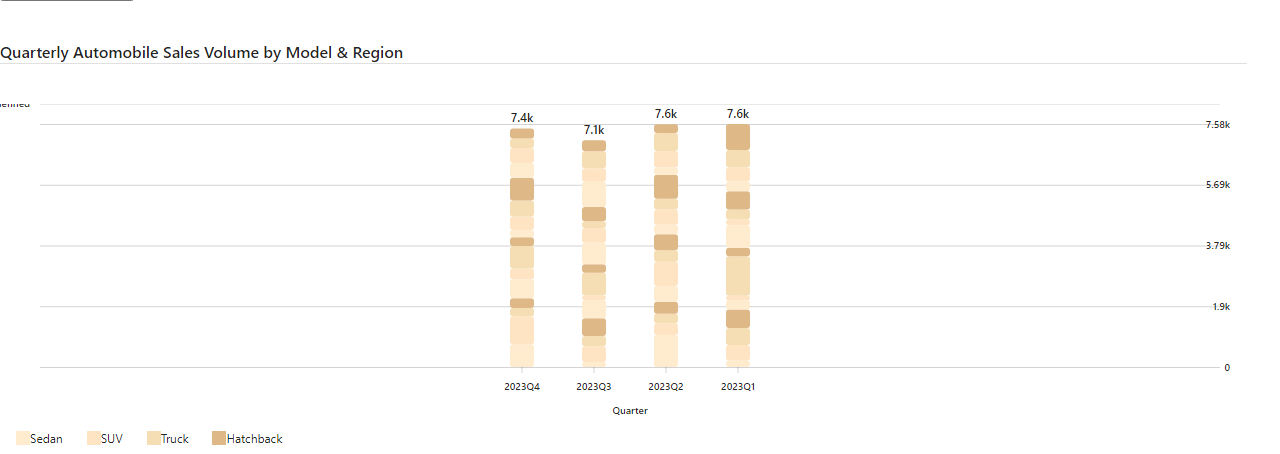 Quarterly Automobile Sales Volume by Model & Region
7.4k
7.1k
7.6k
7.6k
7.58k
5.69k
3.79k
1.9k
0
2023Q4 2023Q3 2023Q2 2023Q1
Quarter
Sedan SUV Truck Hatchback